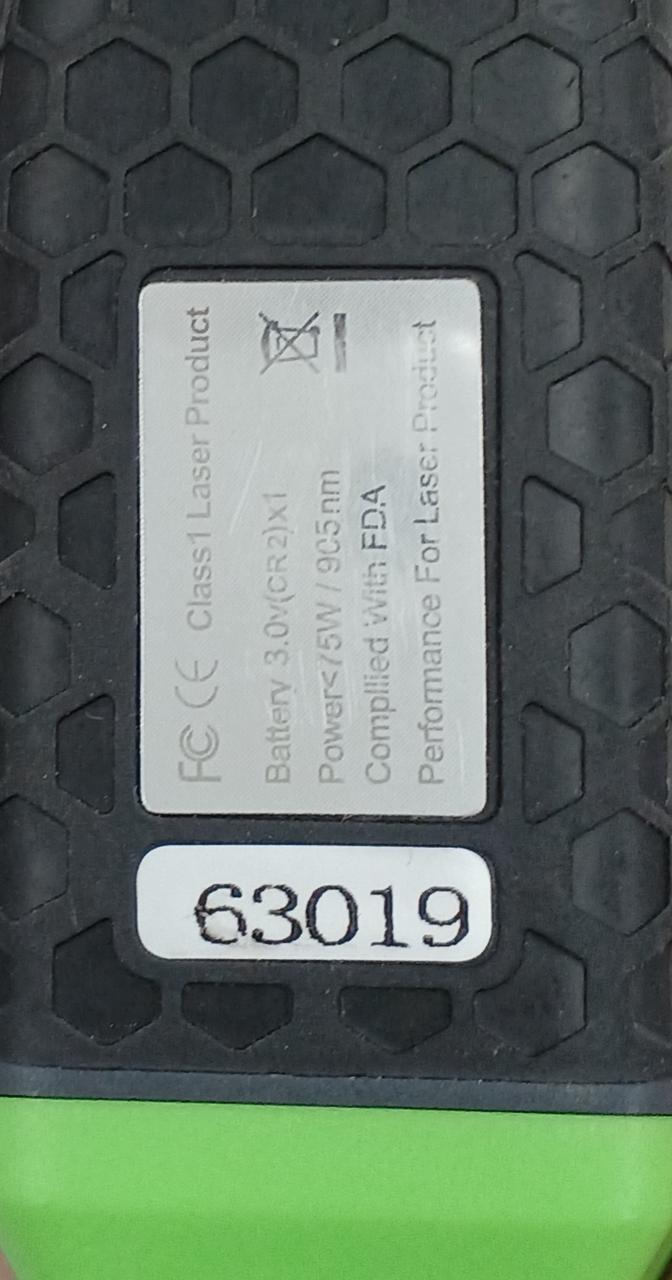 FC CE Class1 Laser Product
Battery 3.0v(CR2)x1
Power<75W / 905nm
Compllied With FDA
Performance For Laser Product
63019